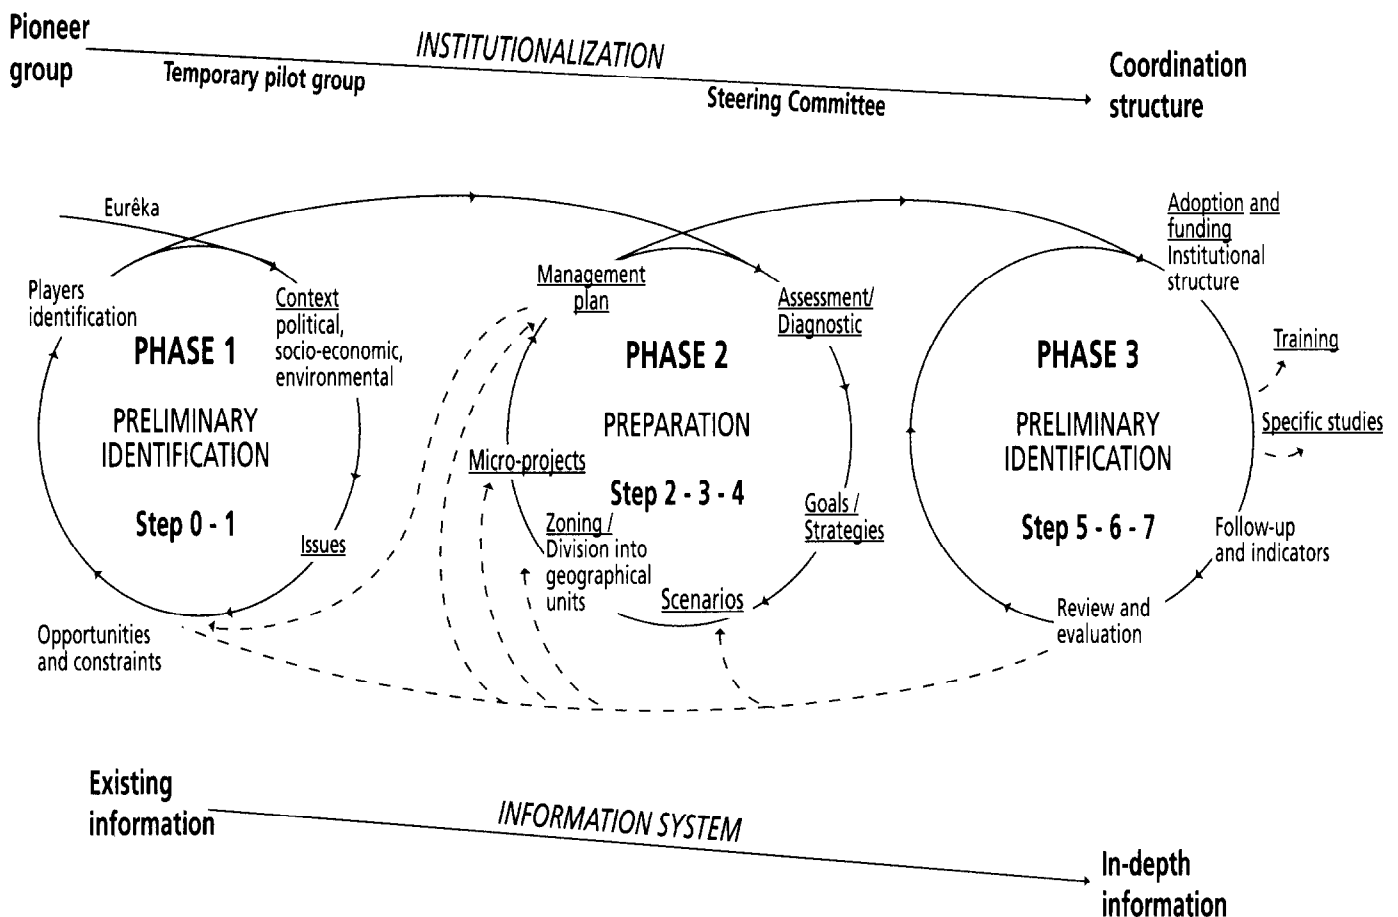 Pioneer
group
INSTITUTIONALIZATION
Temporary pilot group
Steering Committee
Coordination
structure
Eurêka
Players
identification
Context
political,
socio-economic,
environmental
PHASE 1
PRELIMINARY
IDENTIFICATION
Step 0 - 1
Issues
Opportunities
and constraints
Management
plan
Assessment/
Diagnostic
PHASE 2
PREPARATION
Step 2 - 3 - 4
Micro-projects
Zoning /
Division into
geographical
units
Scenarios
Goals /
Strategies
Adoption and
funding
Institutional
structure
PHASE 3
PRELIMINARY
IDENTIFICATION
Step 5 - 6 - 7
Training
Specific studies
Follow-up
and indicators
Review and
evaluation
Existing
information
INFORMATION SYSTEM
In-depth
information